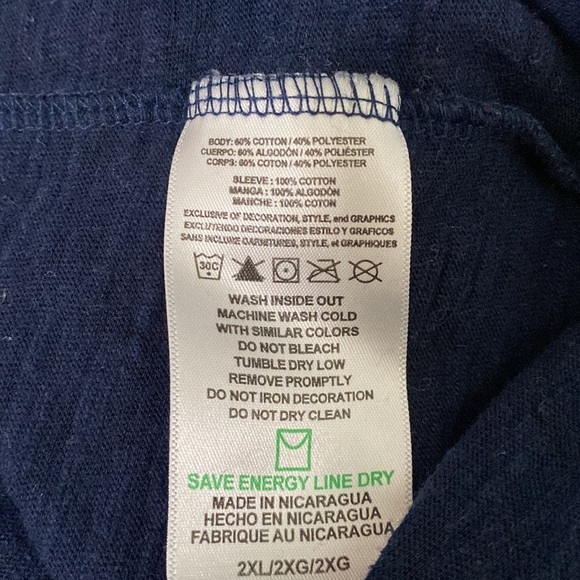 BODY: 60% COTTON / 40% POLYESTER
CUERPO: 60% ALGODÓN / 40% POLIÉSTER
CORPS: 60% COTON / 40% POLYESTER
SLEEVE : 100% COTTON
MANGA : 100% ALGODÓN
MANCHE : 100% COTON
EXCLUSIVE OF DECORATION, STYLE, and GRAPHICS
EXCLUTENDO DECORACIONES ESTILO Y GRAFICOS
SANS INCLURE GARNITURES, STYLE, et GRAPHIQUES
30C
WASH INSIDE OUT
MACHINE WASH COLD
WITH SIMILAR COLORS
DO NOT BLEACH
TUMBLE DRY LOW
REMOVE PROMPTLY
DO NOT IRON DECORATION
DO NOT DRY CLEAN
SAVE ENERGY LINE DRY
MADE IN NICARAGUA
HECHO EN NICARAGUA
FABRIQUE AU NICARAGUA
2XL/2XG/2XG